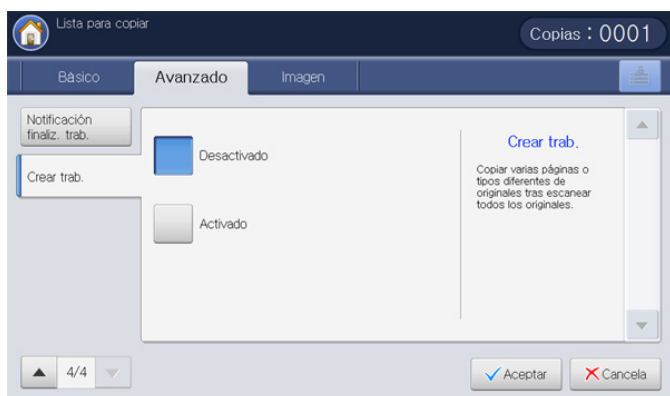 Lista para copiar
Copias : 0001
Básico
Avanzado
Imagen
Notificación
finaliz. trab.
Crear trab.
Desactivado
Activado
Crear trab.
Copiar varias páginas o
tipos diferentes de
originales tras escanear
todos los originales.
4/4
Aceptar
Cancela